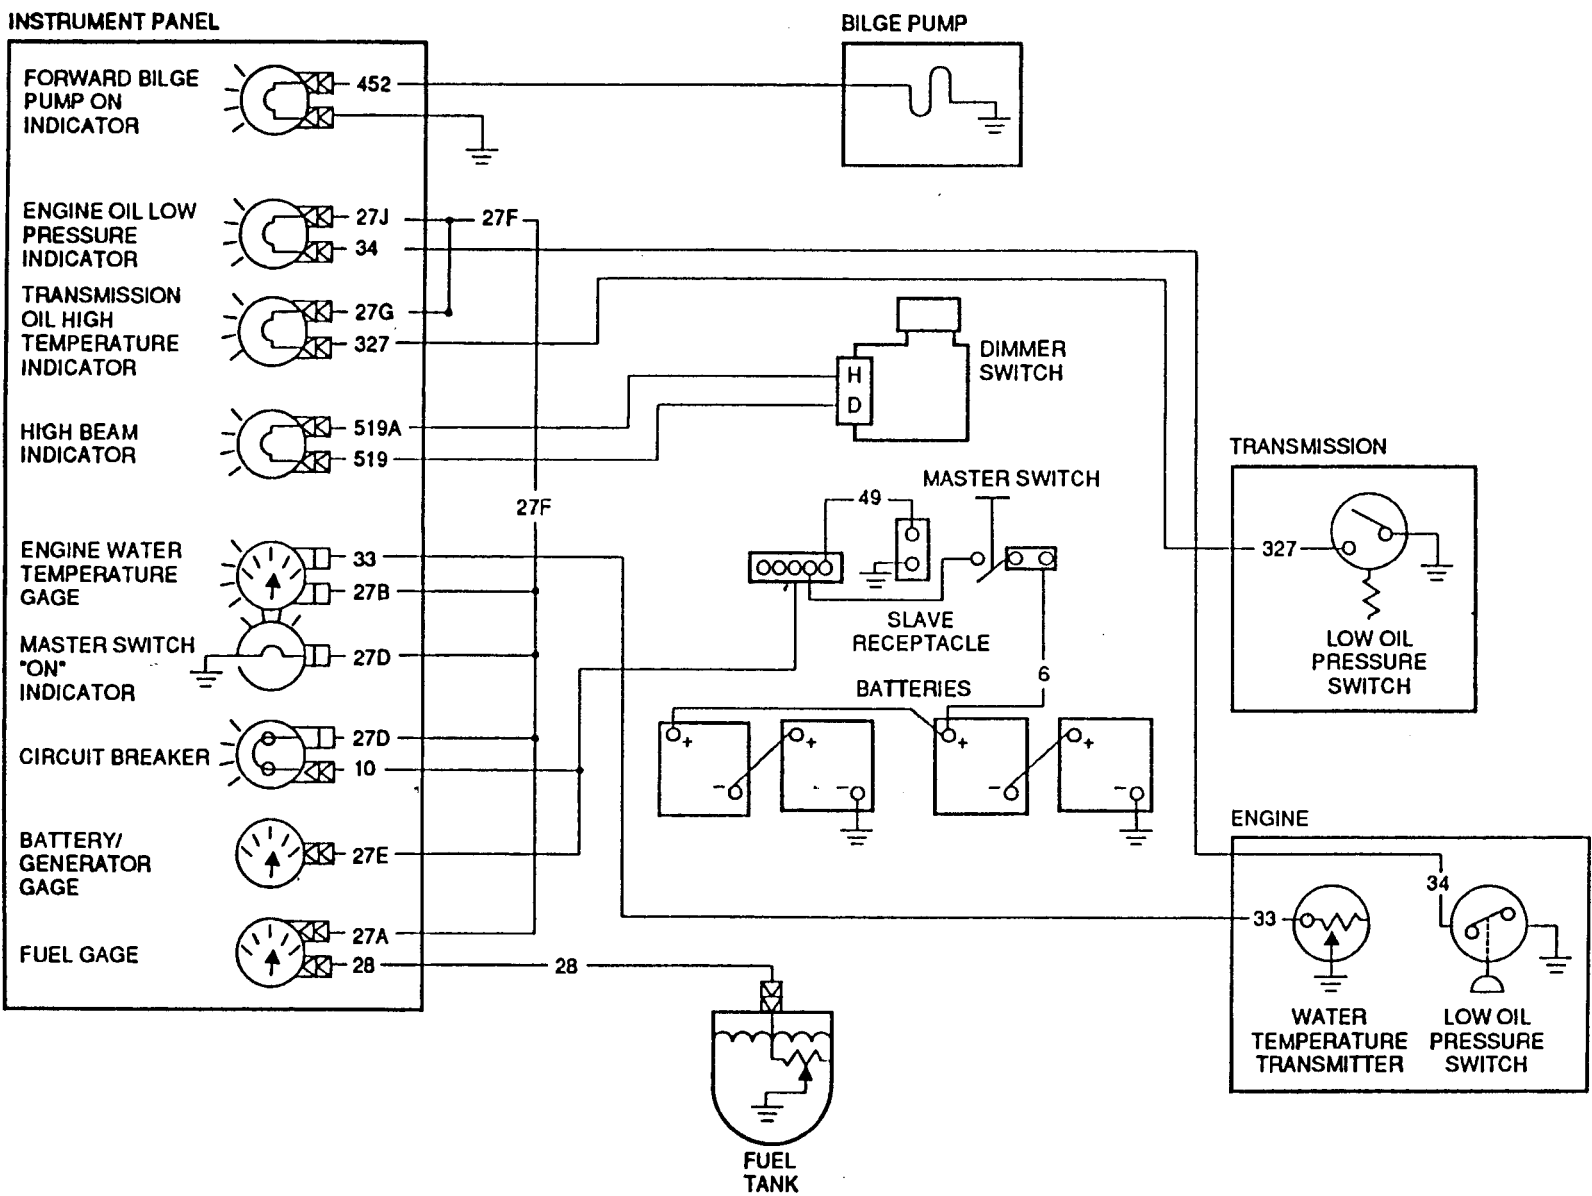 INSTRUMENT PANEL
BILGE PUMP
FORWARD BILGE
PUMP ON
INDICATOR
452
ENGINE OIL LOW
PRESSURE
INDICATOR
27J
27F
34
TRANSMISSION
OIL HIGH
TEMPERATURE
INDICATOR
27G
327
DIMMER
SWITCH
H
D
HIGH BEAM
INDICATOR
519A
519
TRANSMISSION
327
LOW OIL
PRESSURE
SWITCH
MASTER SWITCH
49
27F
ENGINE WATER
TEMPERATURE
GAGE
33
27B
SLAVE
RECEPTACLE
MASTER SWITCH
"ON"
INDICATOR
27D
6
BATTERIES
+
-
+
-
+
-
+
-
CIRCUIT BREAKER
27D
10
BATTERY/
GENERATOR
GAGE
27E
ENGINE
34
33
WATER
TEMPERATURE
TRANSMITTER
LOW OIL
PRESSURE
SWITCH
FUEL GAGE
27A
28
28
FUEL
TANK